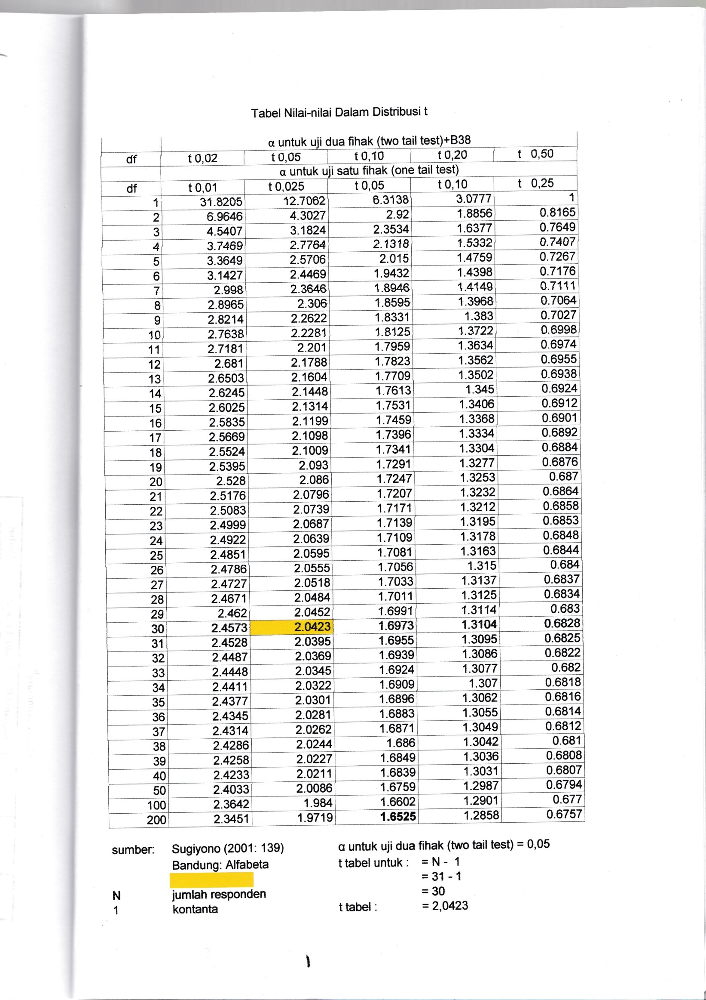 Tabel Nilai-nilai Dalam Distribusi t
α untuk uji dua fihak (two tail test)+B38
df t 0,02 t 0,05 t 0,10 t 0,20 t 0,50
α untuk uji satu fihak (one tail test)
df t 0,01 t 0,025 t 0,05 t 0,10 t 0,25
1 31.8205 12.7062 6.3138 3.0777 1
2 6.9646 4.3027 2.92 1.8856 0.8165
3 4.5407 3.1824 2.3534 1.6377 0.7649
4 3.7469 2.7764 2.1318 1.5332 0.7407
5 3.3649 2.5706 2.015 1.4759 0.7267
6 3.1427 2.4469 1.9432 1.4398 0.7176
7 2.998 2.3646 1.8946 1.4149 0.7111
8 2.8965 2.306 1.8595 1.3968 0.7064
9 2.8214 2.2622 1.8331 1.383 0.7027
10 2.7638 2.2281 1.8125 1.3722 0.6998
11 2.7181 2.201 1.7959 1.3634 0.6974
12 2.681 2.1788 1.7823 1.3562 0.6955
13 2.6503 2.1604 1.7709 1.3502 0.6938
14 2.6245 2.1448 1.7613 1.345 0.6924
15 2.6025 2.1314 1.7531 1.3406 0.6912
16 2.5835 2.1199 1.7459 1.3368 0.6901
17 2.5669 2.1098 1.7396 1.3334 0.6892
18 2.5524 2.1009 1.7341 1.3304 0.6884
19 2.5395 2.093 1.7291 1.3277 0.6876
20 2.528 2.086 1.7247 1.3253 0.687
21 2.5176 2.0796 1.7207 1.3232 0.6864
22 2.5083 2.0739 1.7171 1.3212 0.6858
23 2.4999 2.0687 1.7139 1.3195 0.6853
24 2.4922 2.0639 1.7109 1.3178 0.6848
25 2.4851 2.0595 1.7081 1.3163 0.6844
26 2.4786 2.0555 1.7056 1.315 0.684
27 2.4727 2.0518 1.7033 1.3137 0.6837
28 2.4671 2.0484 1.7011 1.3125 0.6834
29 2.462 2.0452 1.6991 1.3114 0.683
30 2.4573 2.0423 1.6973 1.3104 0.6828
31 2.4528 2.0395 1.6955 1.3095 0.6825
32 2.4487 2.0369 1.6939 1.3086 0.6822
33 2.4448 2.0345 1.6924 1.3077 0.682
34 2.4411 2.0322 1.6909 1.307 0.6818
35 2.4377 2.0301 1.6896 1.3062 0.6816
36 2.4345 2.0281 1.6883 1.3055 0.6814
37 2.4314 2.0262 1.6871 1.3049 0.6812
38 2.4286 2.0244 1.686 1.3042 0.681
39 2.4258 2.0227 1.6849 1.3036 0.6808
40 2.4233 2.0211 1.6839 1.3031 0.6807
50 2.4033 2.0086 1.6759 1.2987 0.6794
100 2.3642 1.984 1.6602 1.2901 0.677
200 2.3451 1.9719 1.6525 1.2858 0.6757
sumber: Sugiyono (2001: 139)
Bandung: Alfabeta
N jumlah responden
1 kontanta
α untuk uji dua fihak (two tail test) = 0,05
t tabel untuk : = N - 1
= 31 - 1
= 30
t tabel : = 2,0423